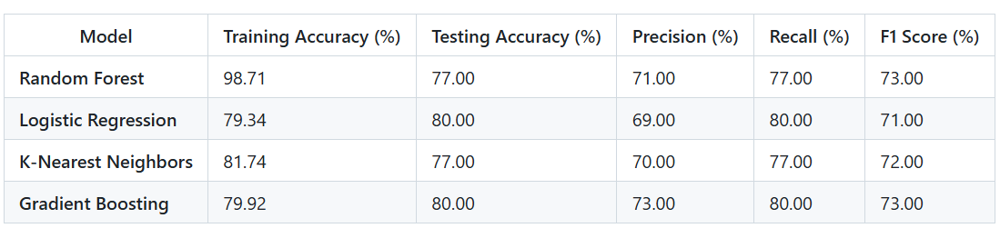 Model Training Accuracy (%) Testing Accuracy (%) Precision (%) Recall (%) F1 Score (%)
Random Forest 98.71 77.00 71.00 77.00 73.00
Logistic Regression 79.34 80.00 69.00 80.00 71.00
K-Nearest Neighbors 81.74 77.00 70.00 77.00 72.00
Gradient Boosting 79.92 80.00 73.00 80.00 73.00